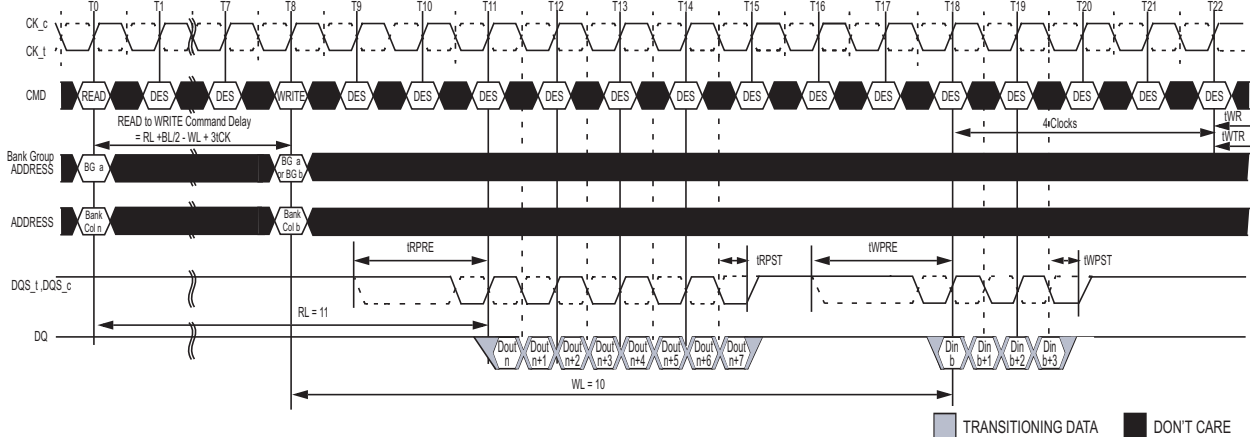 T0 T1 T7 T8 T9 T10 T11 T12 T13 T14 T15 T16 T17 T18 T19 T20 T21 T22
CK_c
CK_t
CMD READ DES DES WRITE DES DES DES DES DES DES DES DES DES DES DES DES DES DES
READ to WRITE Command Delay
= RL +BL/2 - WL + 3tCK
4 Clocks
tWR
tWTR
Bank Group
ADDRESS
BG a
BG a
or BG b
ADDRESS
Bank
Col n
Bank
Col b
tRPRE
tRPST
tWPRE
tWPST
DQS_t ,DQS_c
RL = 11
DQ
Dout
n
Dout
n+1
Dout
n+2
Dout
n+3
Dout
n+4
Dout
n+5
Dout
n+6
Dout
n+7
Din
b
Din
b+1
Din
b+2
Din
b+3
WL = 10
TRANSITIONING DATA
DON'T CARE